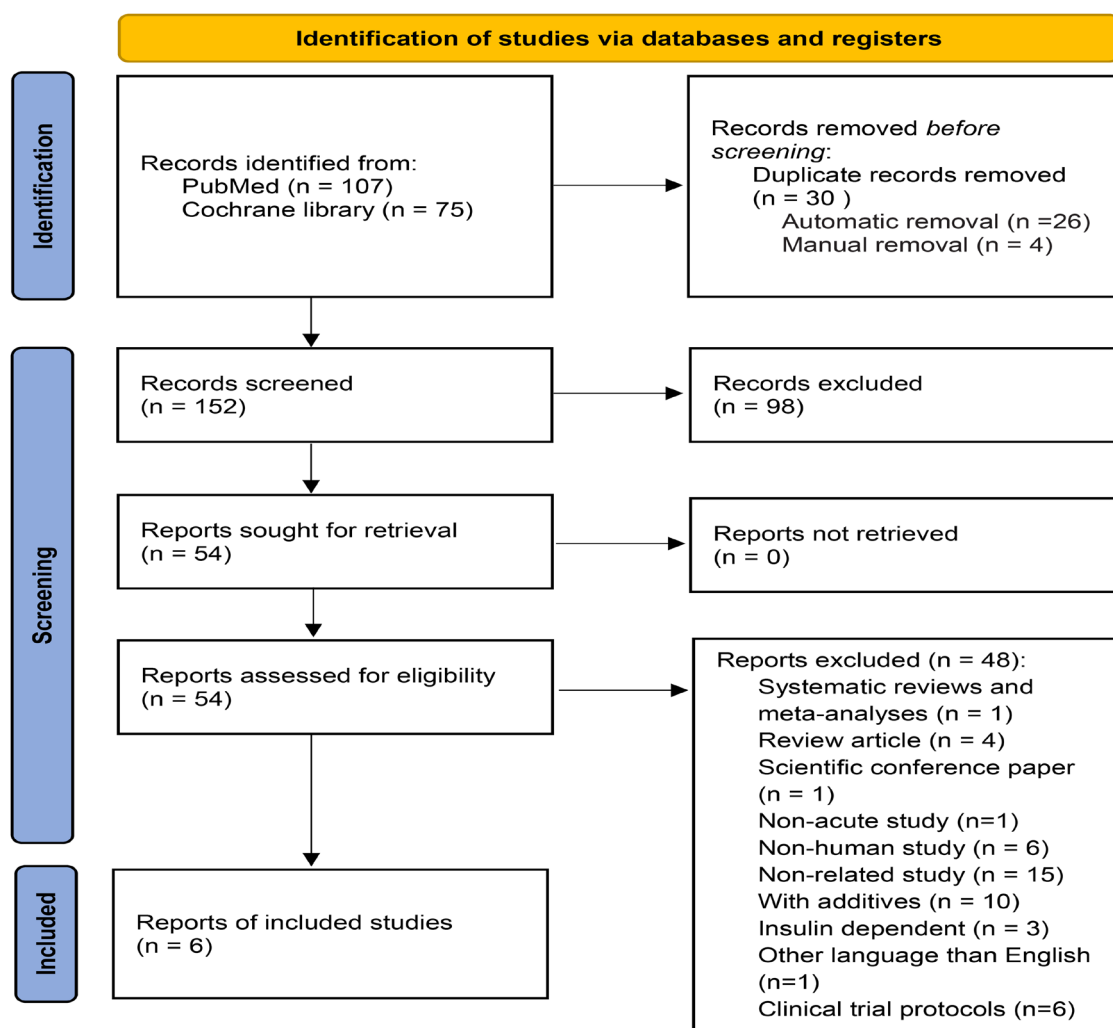 Identification of studies via databases and registers
Identification
Records identified from:
PubMed (n = 107)
Cochrane library (n = 75)
Records removed before
screening:
Duplicate records removed
(n = 30 )
Automatic removal (n =26)
Manual removal (n = 4)
Screening
Records screened
(n = 152)
Records excluded
(n = 98)
Reports sought for retrieval
(n = 54)
Reports not retrieved
(n = 0)
Reports assessed for eligibility
(n = 54)
Reports excluded (n = 48):
Systematic reviews and
meta-analyses (n = 1)
Review article (n = 4)
Scientific conference paper
(n = 1)
Non-acute study (n=1)
Non-human study (n = 6)
Non-related study (n = 15)
With additives (n = 10)
Insulin dependent (n = 3)
Other language than English
(n=1)
Clinical trial protocols (n=6)
Included
Reports of included studies
(n = 6)